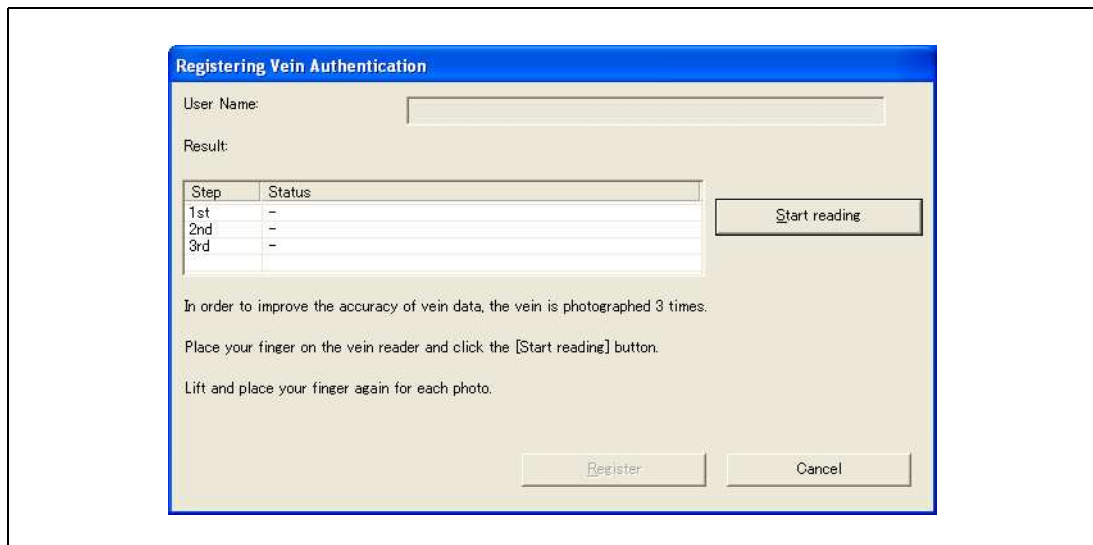 Registering Vein Authentication
User Name:
Result:
Step Status
1st -
2nd -
3rd -
Start reading
In order to improve the accuracy of vein data, the vein is photographed 3 times.
Place your finger on the vein reader and click the [Start reading] button.
Lift and place your finger again for each photo.
Register Cancel